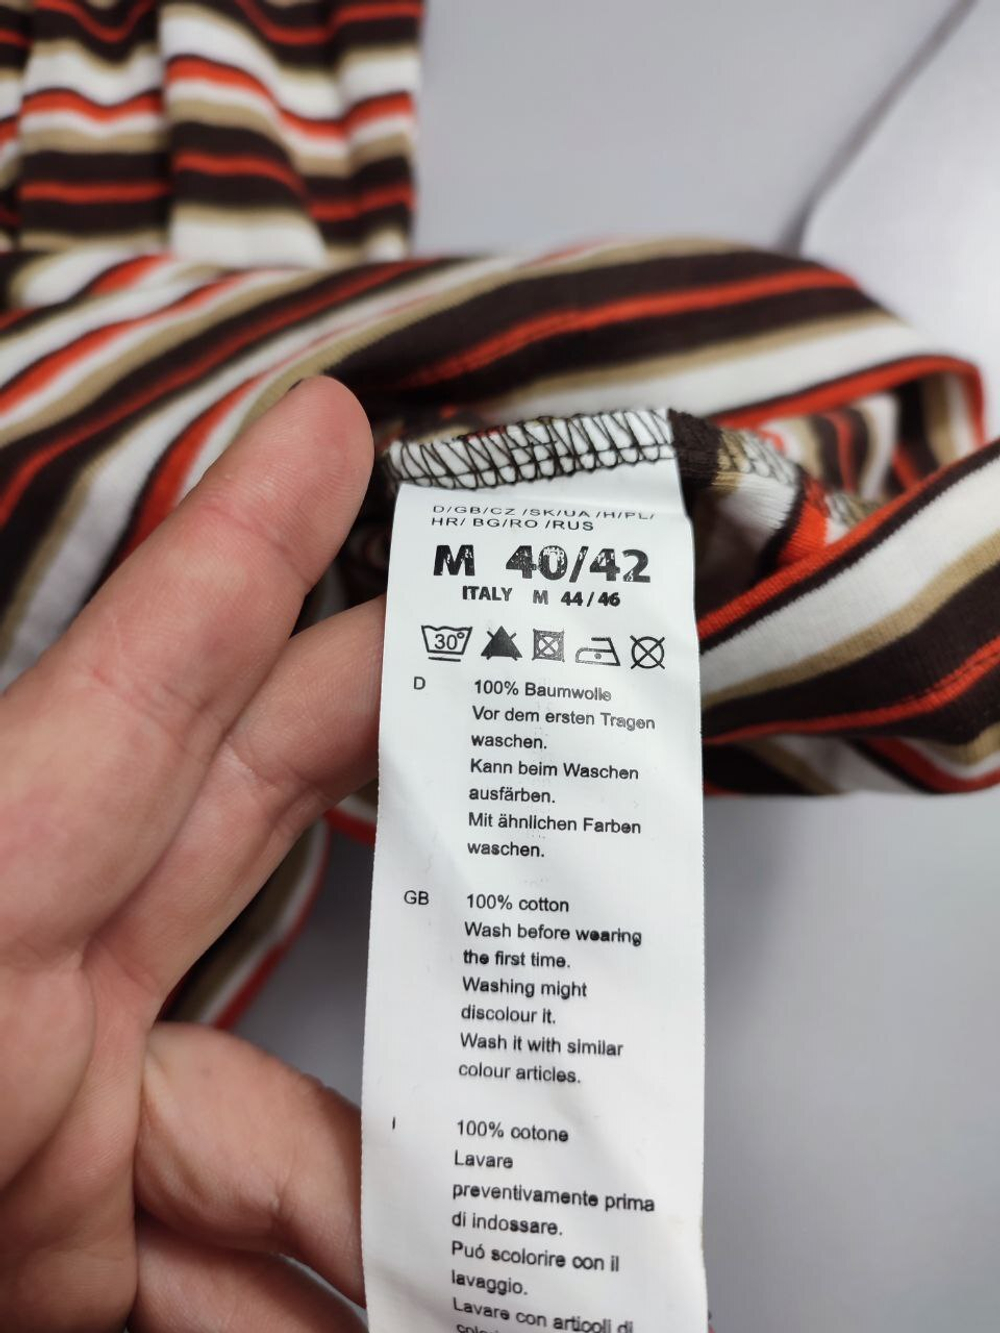 D/GB/CZ /SK/UA /H/PL/
HR/ BG/RO /RUS
M 40/42
ITALY M 44/46
30°
D
100% Baumwolle
Vor dem ersten Tragen
waschen.
Kann beim Waschen
ausfärben.
Mit ähnlichen Farben
waschen.
GB
100% cotton
Wash before wearing
the first time.
Washing might
discolour it.
Wash it with similar
colour articles.
I
100% cotone
Lavare
preventivamente prima
di indossare.
Puó scolorire con il
lavaggio.
Lavare con articoli di